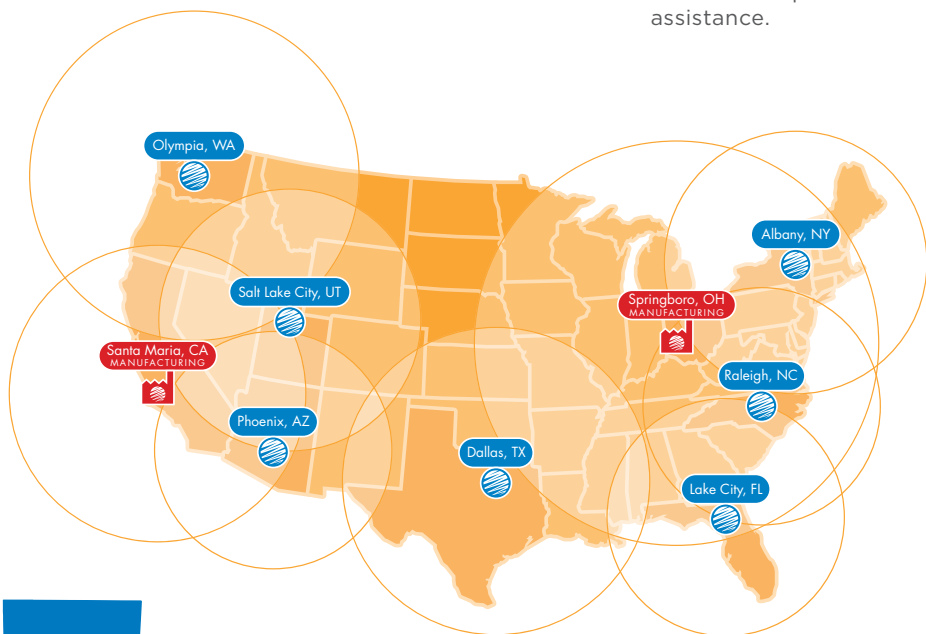 assistance.
Olympia, WA
Albany, NY
Salt Lake City, UT
Springboro, OH
MANUFACTURING
Santa Maria, CA
MANUFACTURING
Raleigh, NC
Phoenix, AZ
Dallas, TX
Lake City, FL